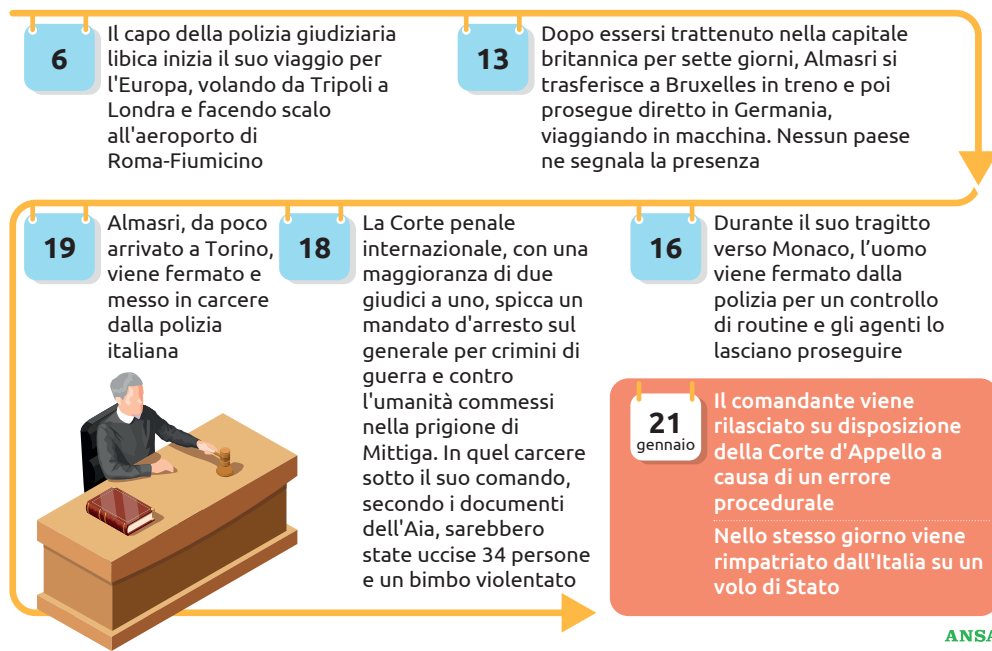 6
Il capo della polizia giudiziaria
libica inizia il suo viaggio per
l'Europa, volando da Tripoli a
Londra e facendo scalo
all'aeroporto di
Roma-Fiumicino
13
Dopo essersi trattenuto nella capitale
britannica per sette giorni, Almasri si
trasferisce a Bruxelles in treno e poi
prosegue diretto in Germania,
viaggiando in macchina. Nessun paese
ne segnala la presenza
16
Durante il suo tragitto
verso Monaco, l’uomo
viene fermato dalla
polizia per un controllo
di routine e gli agenti lo
lasciano proseguire
18
La Corte penale
internazionale, con una
maggioranza di due
giudici a uno, spicca un
mandato d'arresto sul
generale per crimini di
guerra e contro
l'umanità commessi
nella prigione di
Mittiga. In quel carcere
sotto il suo comando,
secondo i documenti
dell'Aia, sarebbero
state uccise 34 persone
e un bimbo violentato
19
Almasri, da poco
arrivato a Torino,
viene fermato e
messo in carcere
dalla polizia
italiana
21
gennaio
Il comandante viene
rilasciato su disposizione
della Corte d'Appello a
causa di un errore
procedurale
Nello stesso giorno viene
rimpatriato dall'Italia su un
volo di Stato
ANSA